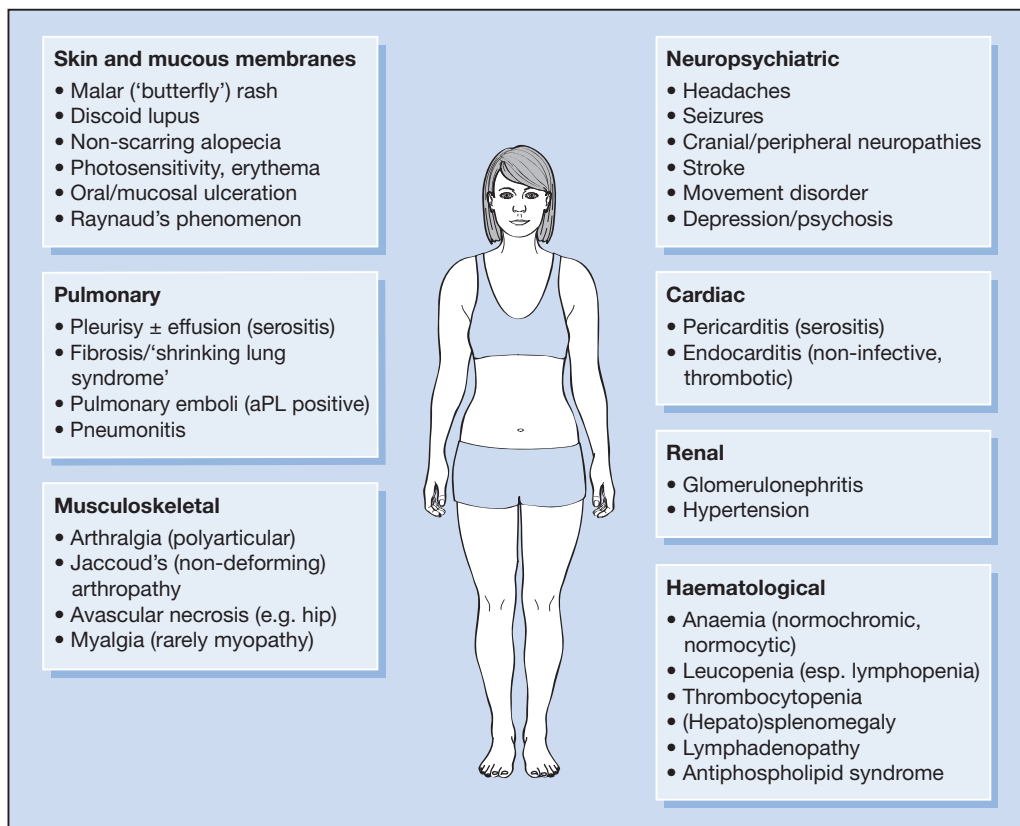 Skin and mucous membranes
• Malar (‘butterfly’) rash
• Discoid lupus
• Non-scarring alopecia
• Photosensitivity, erythema
• Oral/mucosal ulceration
• Raynaud’s phenomenon
Pulmonary
• Pleurisy ± effusion (serositis)
• Fibrosis/‘shrinking lung
syndrome’
• Pulmonary emboli (aPL positive)
• Pneumonitis
Musculoskeletal
• Arthralgia (polyarticular)
• Jaccoud’s (non-deforming)
arthropathy
• Avascular necrosis (e.g. hip)
• Myalgia (rarely myopathy)
Neuropsychiatric
• Headaches
• Seizures
• Cranial/peripheral neuropathies
• Stroke
• Movement disorder
• Depression/psychosis
Cardiac
• Pericarditis (serositis)
• Endocarditis (non-infective,
thrombotic)
Renal
• Glomerulonephritis
• Hypertension
Haematological
• Anaemia (normochromic,
normocytic)
• Leucopenia (esp. lymphopenia)
• Thrombocytopenia
• (Hepato)splenomegaly
• Lymphadenopathy
• Antiphospholipid syndrome